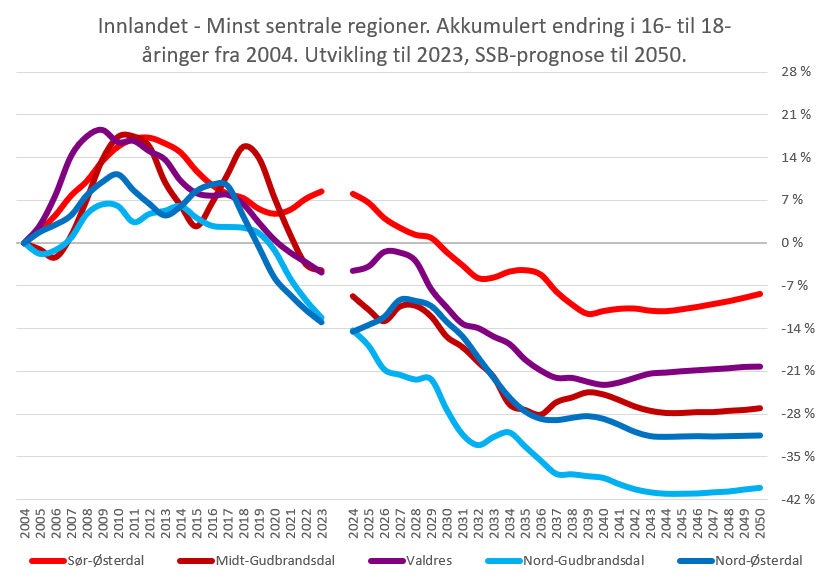 Innlandet - Minst sentrale regioner. Akkumulert endring i 16- til 18-
åringer fra 2004. Utvikling til 2023, SSB-prognose til 2050.
28 %
21 %
14 %
7 %
0 %
-7 %
-14 %
-21 %
-28 %
-35 %
-42 %
2004 2005 2006 2007 2008 2009 2010 2011 2012 2013 2014 2015 2016 2017 2018 2019 2020 2021 2022 2023 2024 2025 2026 2027 2028 2029 2030 2031 2032 2033 2034 2035 2036 2037 2038 2039 2040 2041 2042 2043 2044 2045 2046 2047 2048 2049 2050
Sør-Østerdal Midt-Gudbrandsdal Valdres Nord-Gudbrandsdal Nord-Østerdal